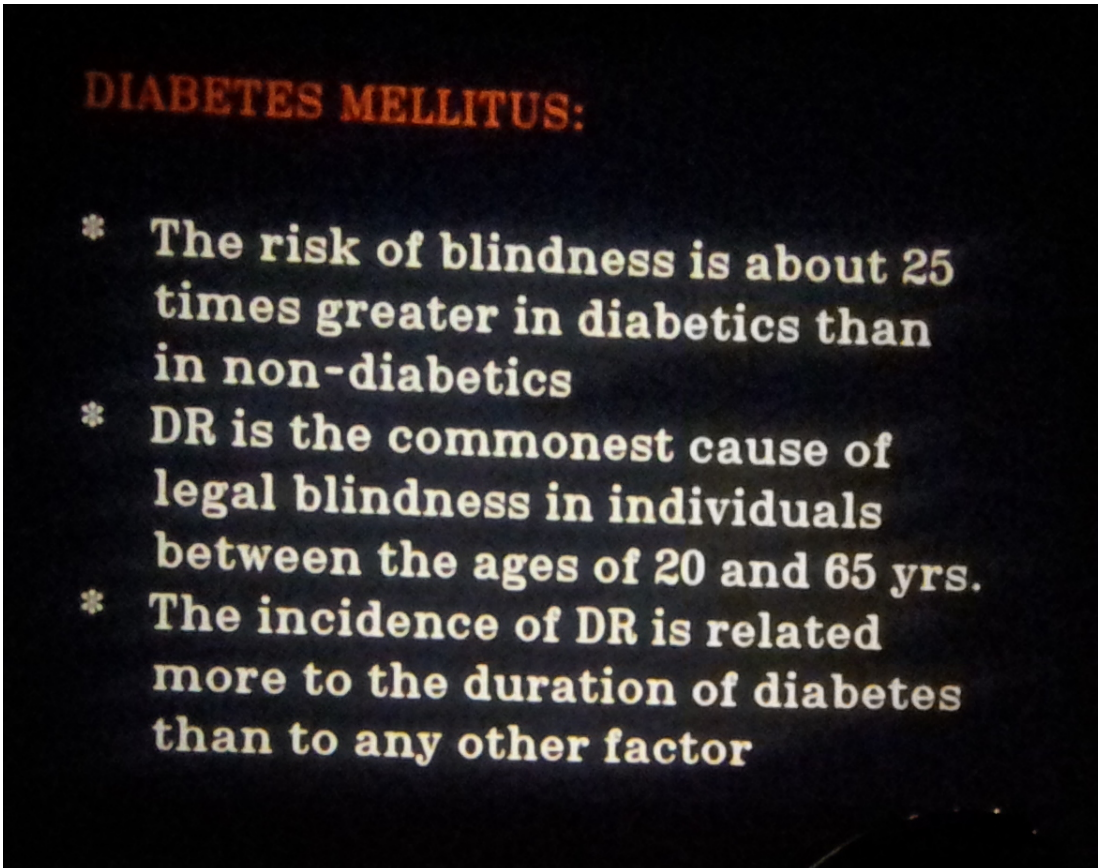 DIABETES MELLITUS:
* The risk of blindness is about 25
times greater in diabetics than
in non-diabetics
* DR is the commonest cause of
legal blindness in individuals
between the ages of 20 and 65 yrs.
* The incidence of DR is related
more to the duration of diabetes
than to any other factor